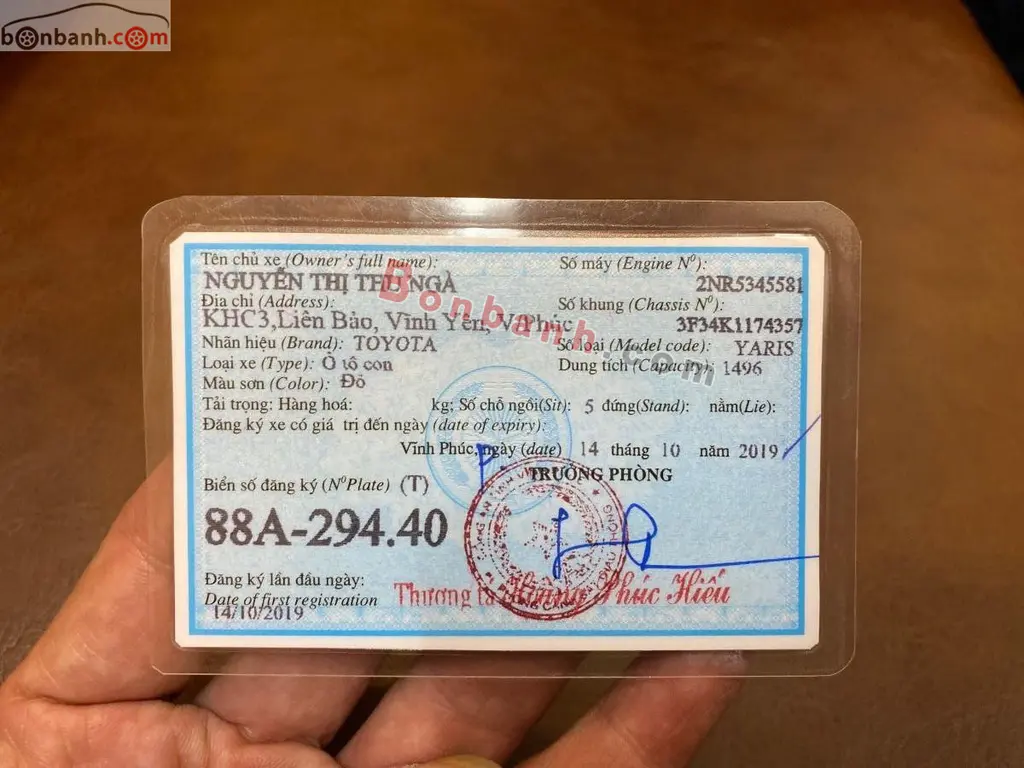 bonbanh.com
Tên chủ xe (Owner's full name):
NGUYỄN THỊ THU NGÀ
Số máy (Engine Nº):
2NR5345581
Địa chỉ (Address):
KHC3,Liên Bảo, Vĩnh Yên, V/Phúc
Số khung (Chassis Nº):
3F34K1174357
Nhãn hiệu (Brand): TOYOTA
Số loại (Model code): YARIS
Loại xe (Type): Ô tô con
Dung tích (Capacity): 1496
Màu sơn (Color): Đỏ
Tải trọng: Hàng hoá: kg; Số chỗ ngồi(Sit): 5 đứng(Stand): nằm(Lie):
Đăng ký xe có giá trị đến ngày (date of expiry):
Vĩnh Phúc, ngày (date) 14 tháng 10 năm 2019
P. TRƯỞNG PHÒNG
Biển số đăng ký (NºPlate) (T)
88A-294.40
Đăng ký lần đầu ngày:
Date of first registration
14/10/2019
Thượng tá Hoàng Phúc Hiếu
Bonbanh.com